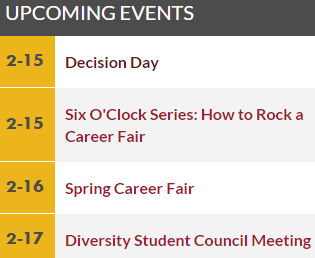 UPCOMING EVENTS
2-15
Decision Day
2-15
Six O'Clock Series: How to Rock a
Career Fair
2-16
Spring Career Fair
2-17
Diversity Student Council Meeting